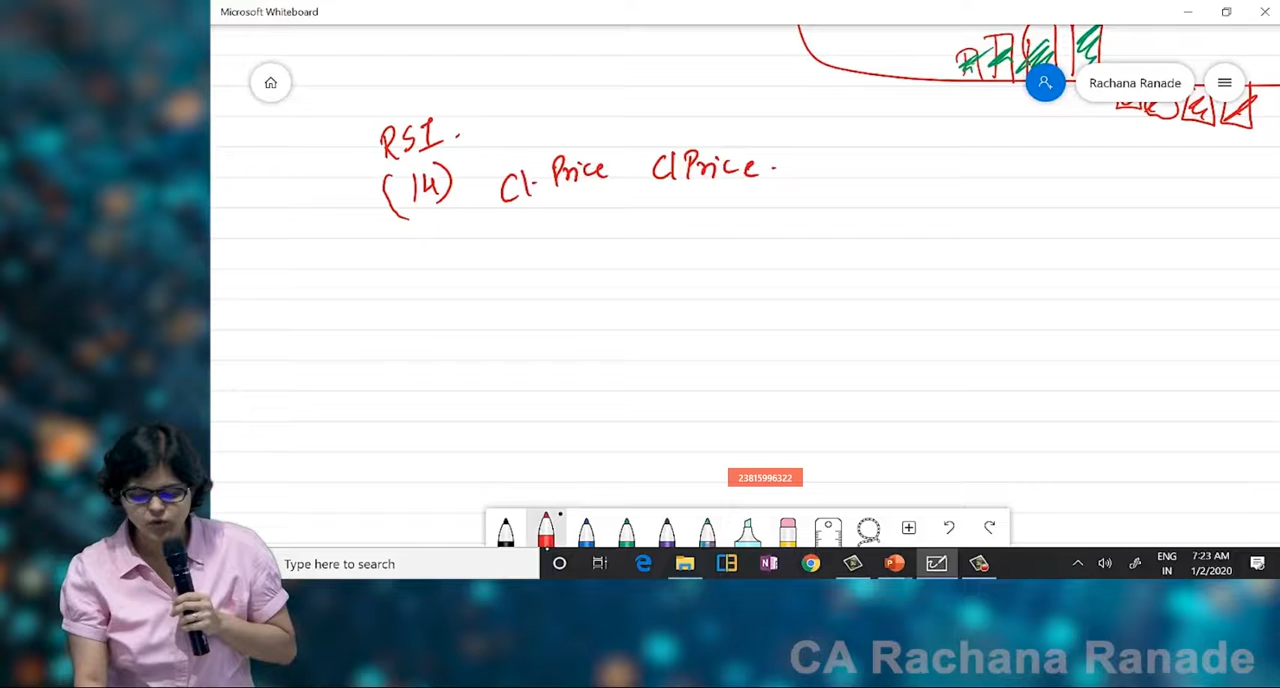 Microsoft Whiteboard
Rachana Ranade
RSI.
(14) Cl. Price Cl Price.
23815996322
Type here to search
ENG 7:23 AM
IN 1/2/2020
CA Rachana Ranade